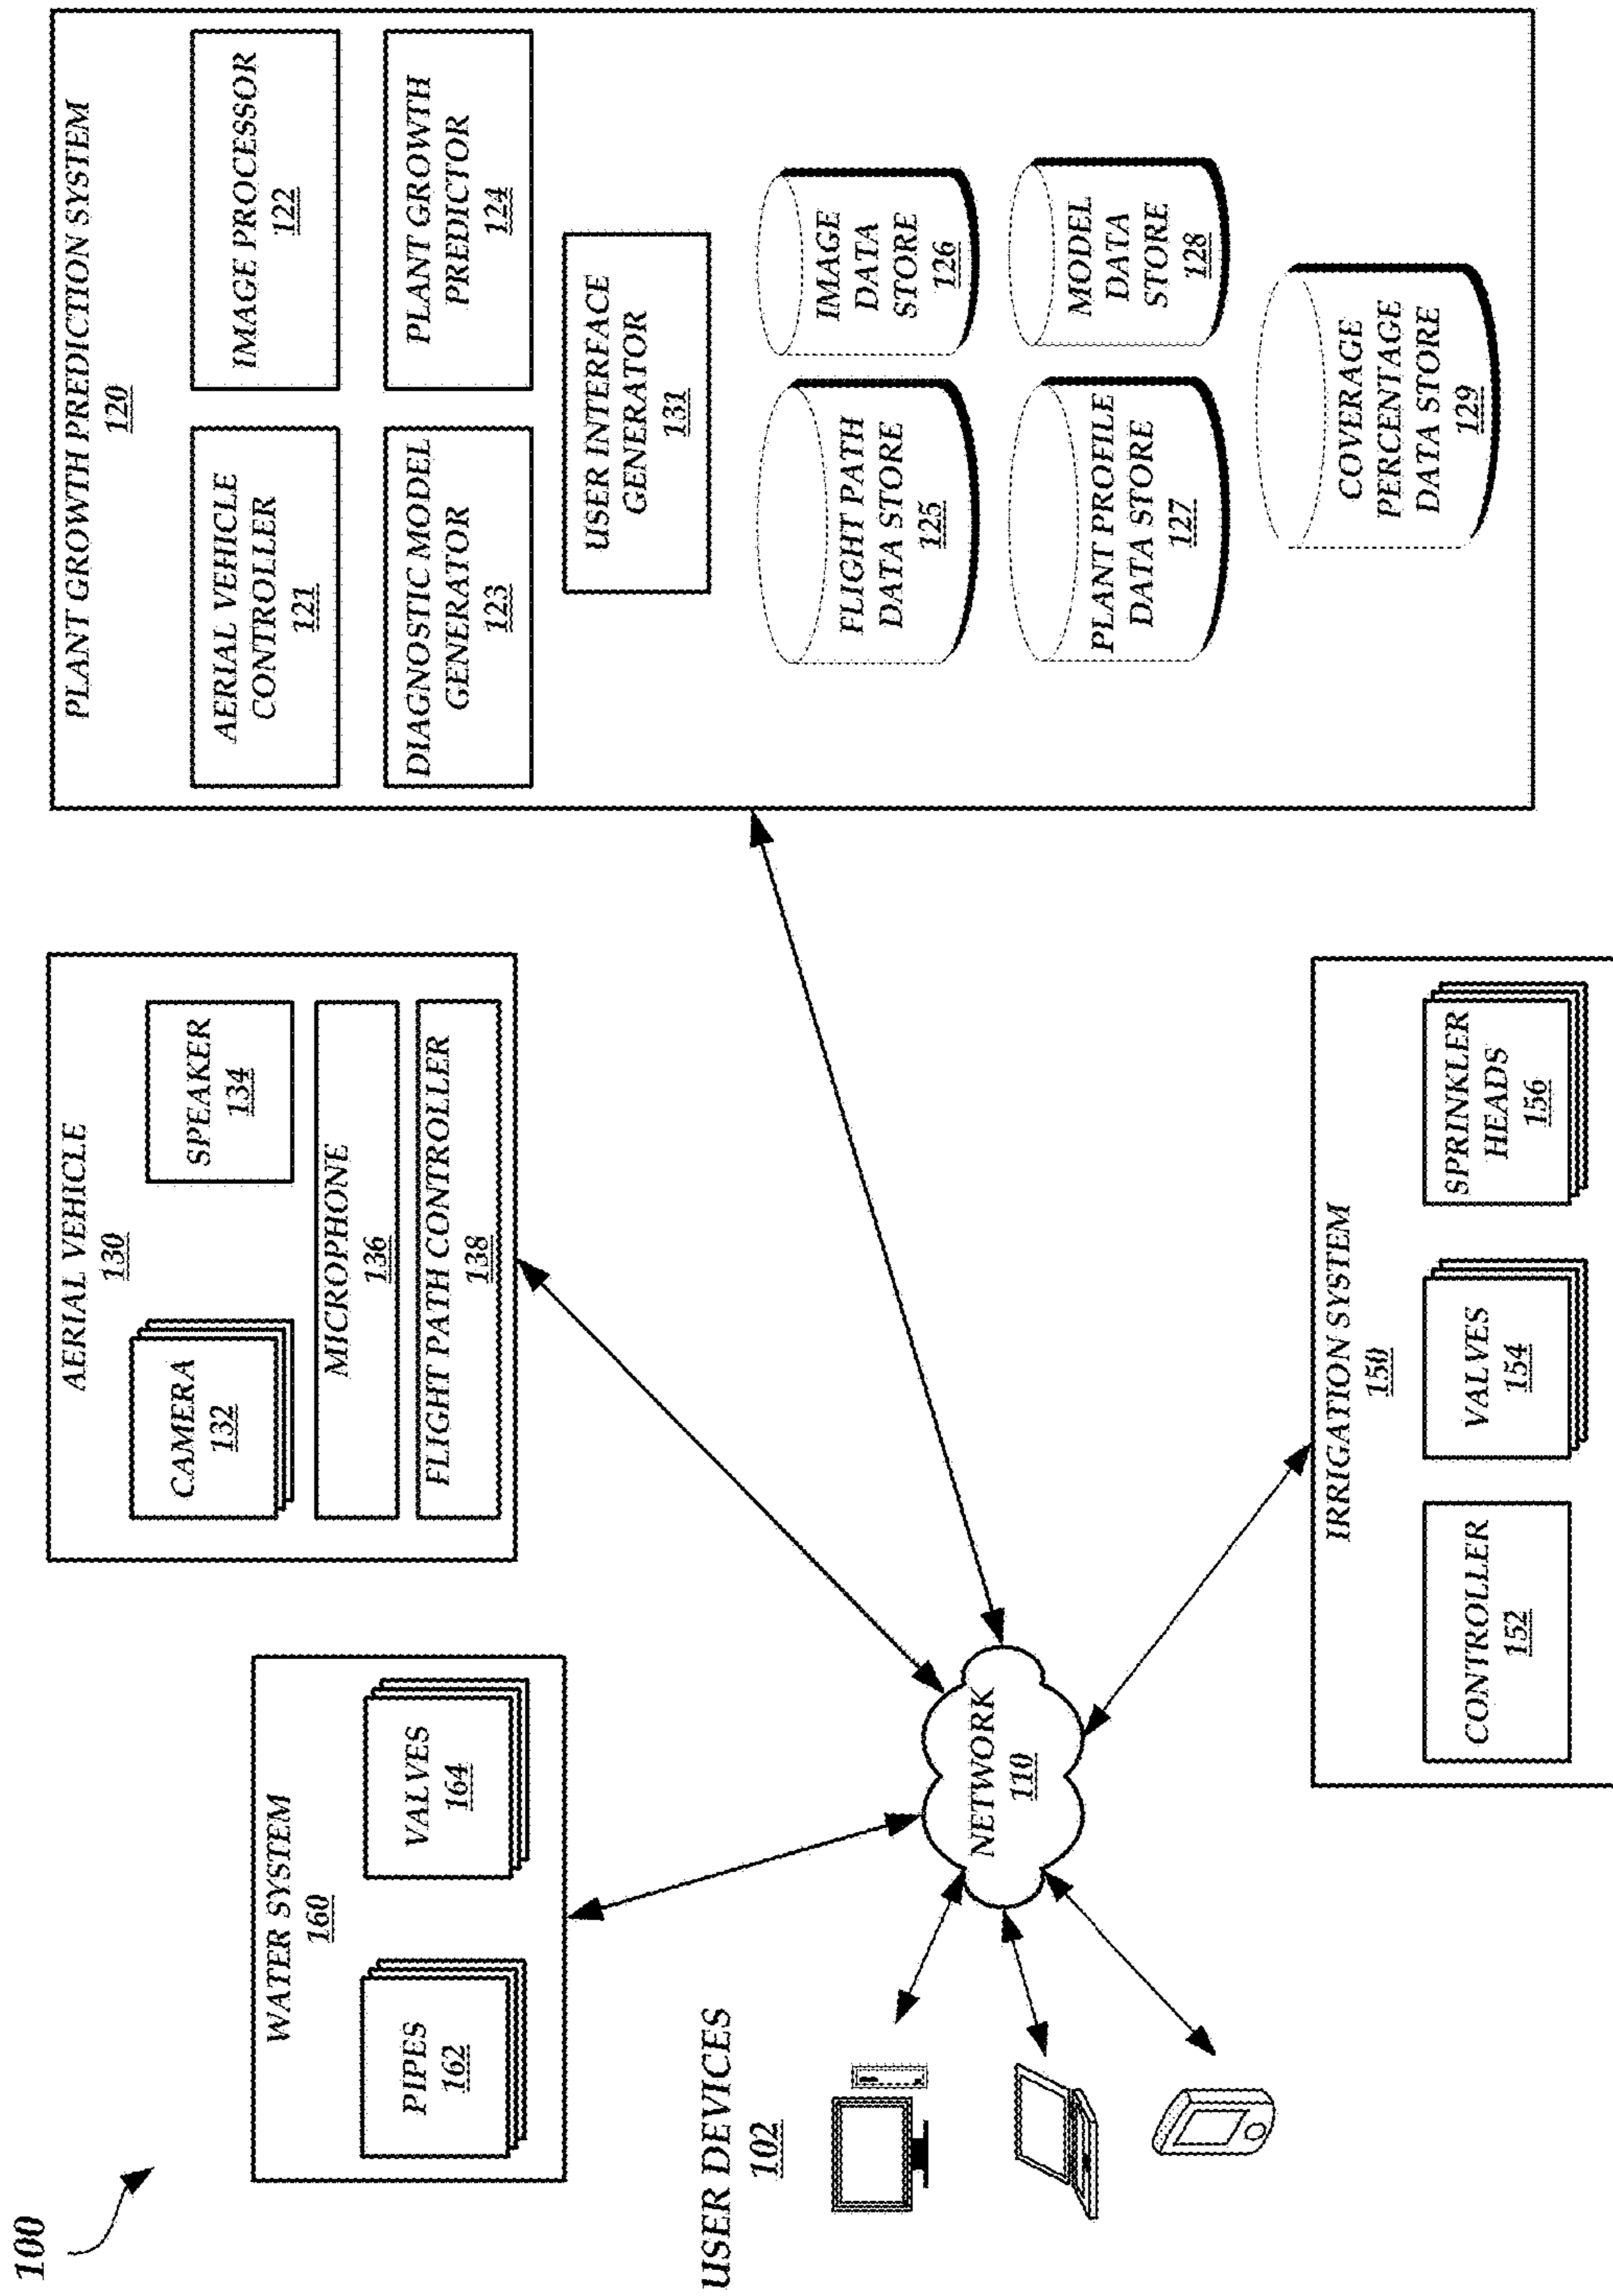 100
WATER SYSTEM
160
PIPES
162
VALVES
164
AERIAL VEHICLE
130
CAMERA
132
SPEAKER
134
MICROPHONE
136
FLIGHT PATH CONTROLLER
138
PLANT GROWTH PREDICTION SYSTEM
120
AERIAL VEHICLE
CONTROLLER
121
IMAGE PROCESSOR
122
DIAGNOSTIC MODEL
GENERATOR
123
PLANT GROWTH
PREDICTOR
124
USER INTERFACE
GENERATOR
131
FLIGHT PATH
DATA STORE
125
IMAGE
DATA
STORE
126
PLANT PROFILE
DATA STORE
127
MODEL
DATA
STORE
128
COVERAGE
PERCENTAGE
DATA STORE
129
USER DEVICES
102
NETWORK
110
IRRIGATION SYSTEM
150
CONTROLLER
152
VALVES
154
SPRINKLER
HEADS
156